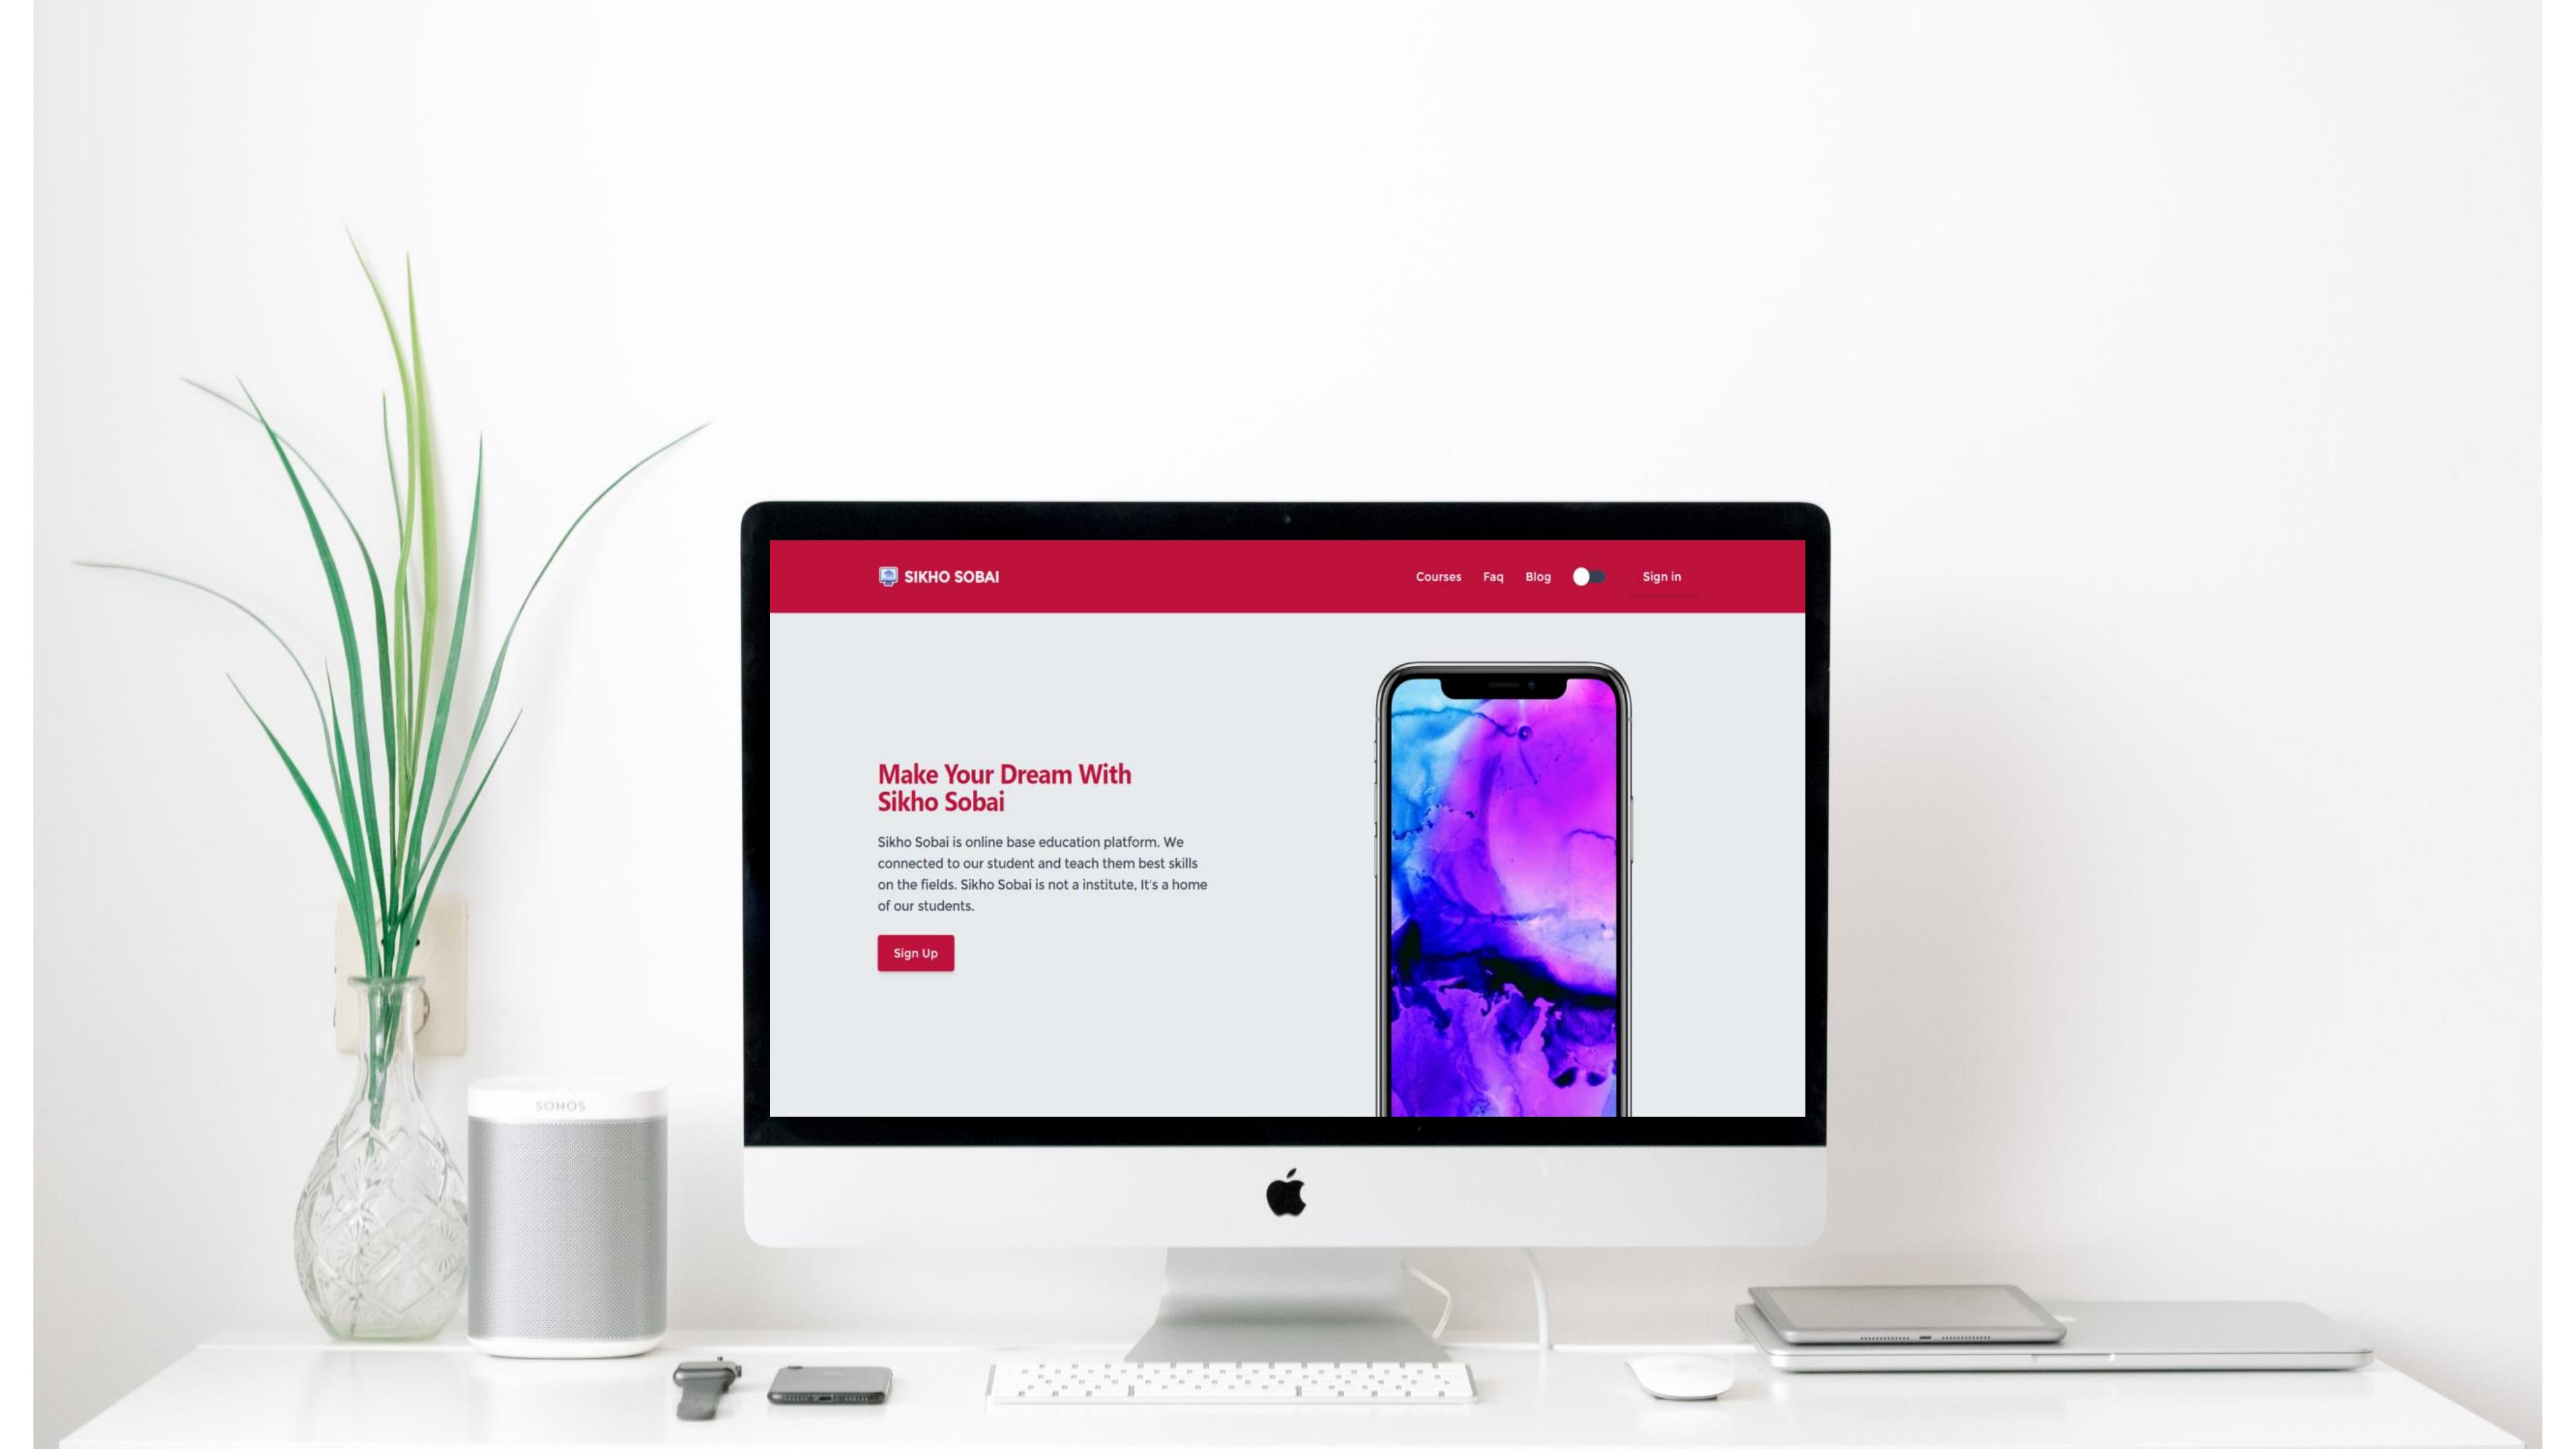 SIKHO SOBAI
Courses Faq Blog Sign in
Make Your Dream With
Sikho Sobai
Sikho Sobai is online base education platform. We
connected to our student and teach them best skills
on the fields. Sikho Sobai is not a institute, It's a home
of our students.
Sign Up
SONOS